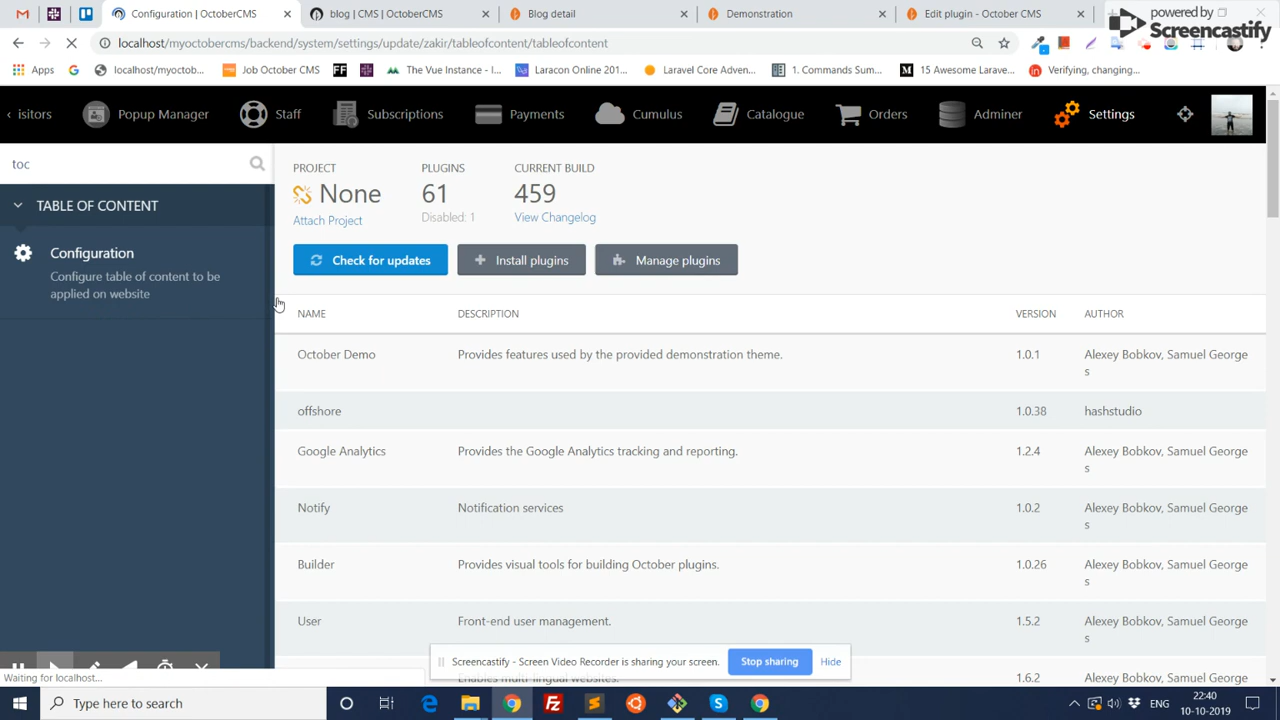 Configuration | OctoberCMS
blog | CMS | OctoberCMS
Blog detail
Demonstration
Edit plugin - October CMS
powered by
Screencastify
localhost/myoctobercms/backend/system/settings/update/zakir/tableofcontent/tableofcontent
Apps
localhost/myoctob...
Job October CMS
The Vue Instance - I...
Laracon Online 201...
Laravel Core Adven...
1. Commands Sum...
15 Awesome Larave...
Verifying, changing...
isitors
Popup Manager
Staff
Subscriptions
Payments
Cumulus
Catalogue
Orders
Adminer
Settings
toc
TABLE OF CONTENT
Configuration
Configure table of content to be
applied on website
PROJECT
PLUGINS
CURRENT BUILD
None
61
459
Attach Project
Disabled: 1
View Changelog
Check for updates
Install plugins
Manage plugins
NAME
DESCRIPTION
VERSION
AUTHOR
October Demo
Provides features used by the provided demonstration theme.
1.0.1
Alexey Bobkov, Samuel George
s
offshore
1.0.38
hashstudio
Google Analytics
Provides the Google Analytics tracking and reporting.
1.2.4
Alexey Bobkov, Samuel George
s
Notify
Notification services
1.0.2
Alexey Bobkov, Samuel George
s
Builder
Provides visual tools for building October plugins.
1.0.26
Alexey Bobkov, Samuel George
s
User
Front-end user management.
1.5.2
Alexey Bobkov, Samuel George
s
Enables multi-lingual websites.
1.6.2
Alexey Bobkov, Samuel George
Screencastify - Screen Video Recorder is sharing your screen.
Stop sharing
Hide
Waiting for localhost...
Type here to search
ENG
22:40
10-10-2019